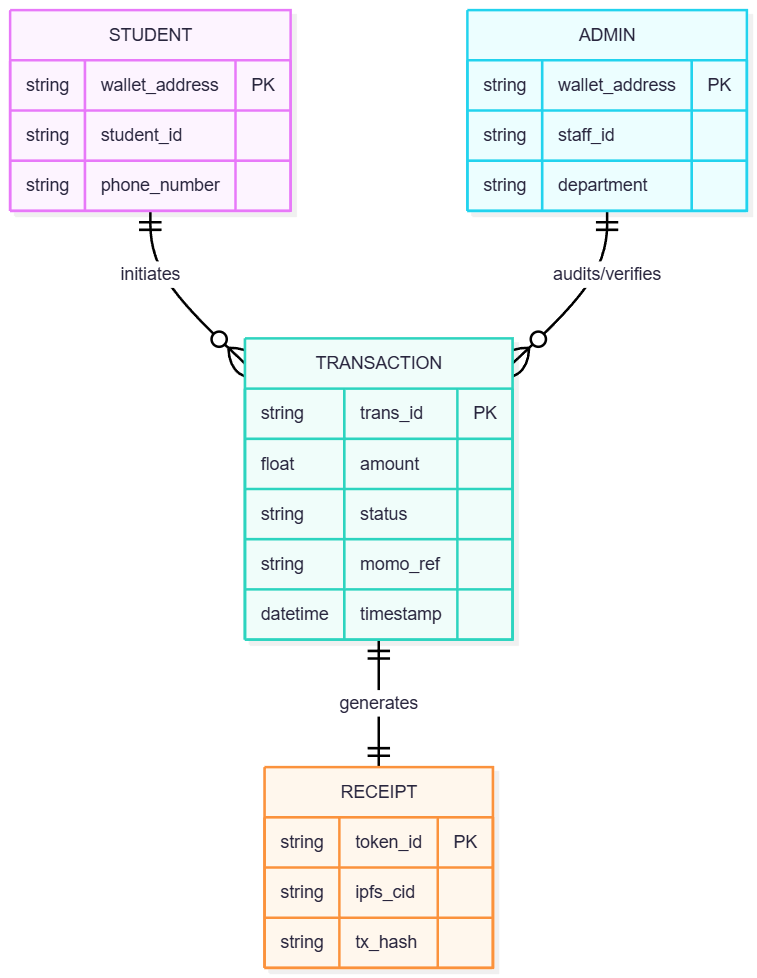 STUDENT
string wallet_address PK
string student_id
string phone_number
ADMIN
string wallet_address PK
string staff_id
string department
initiates
audits/verifies
TRANSACTION
string trans_id PK
float amount
string status
string momo_ref
datetime timestamp
generates
RECEIPT
string token_id PK
string ipfs_cid
string tx_hash